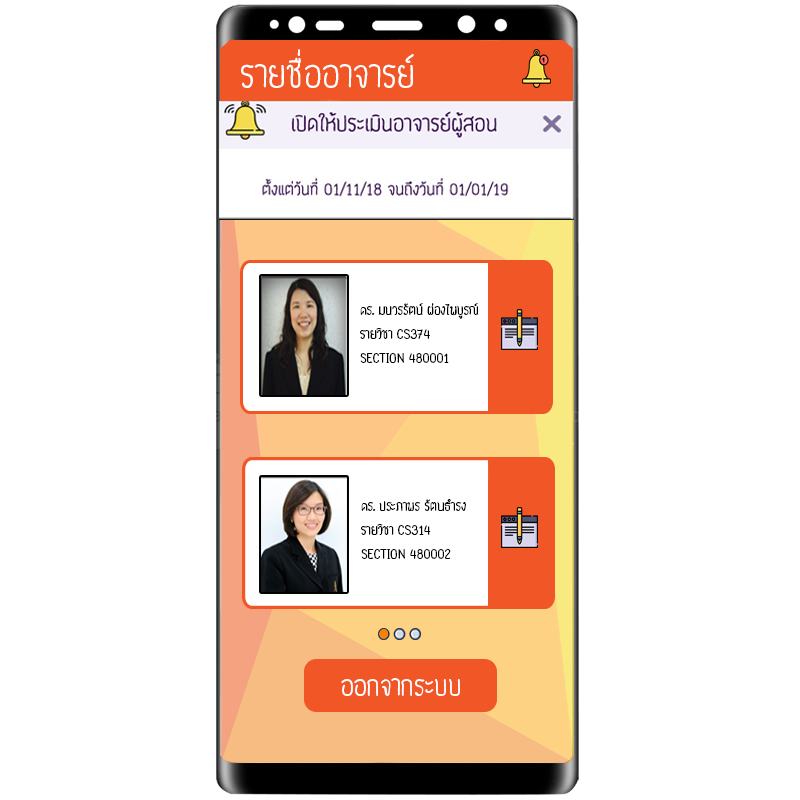 รายชื่ออาจารย์
1
เปิดให้ประเมินอาจารย์ผู้สอน
ตั้งแต่วันที่ 01/11/18 จนถึงวันที่ 01/01/19
ดร. มนวรรัตน์ ผ่องไพบูรณ์
รายวิชา CS374
SECTION 480001
ดร. ประภาพร รัตนธำรง
รายวิชา CS314
SECTION 480002
ออกจากระบบ